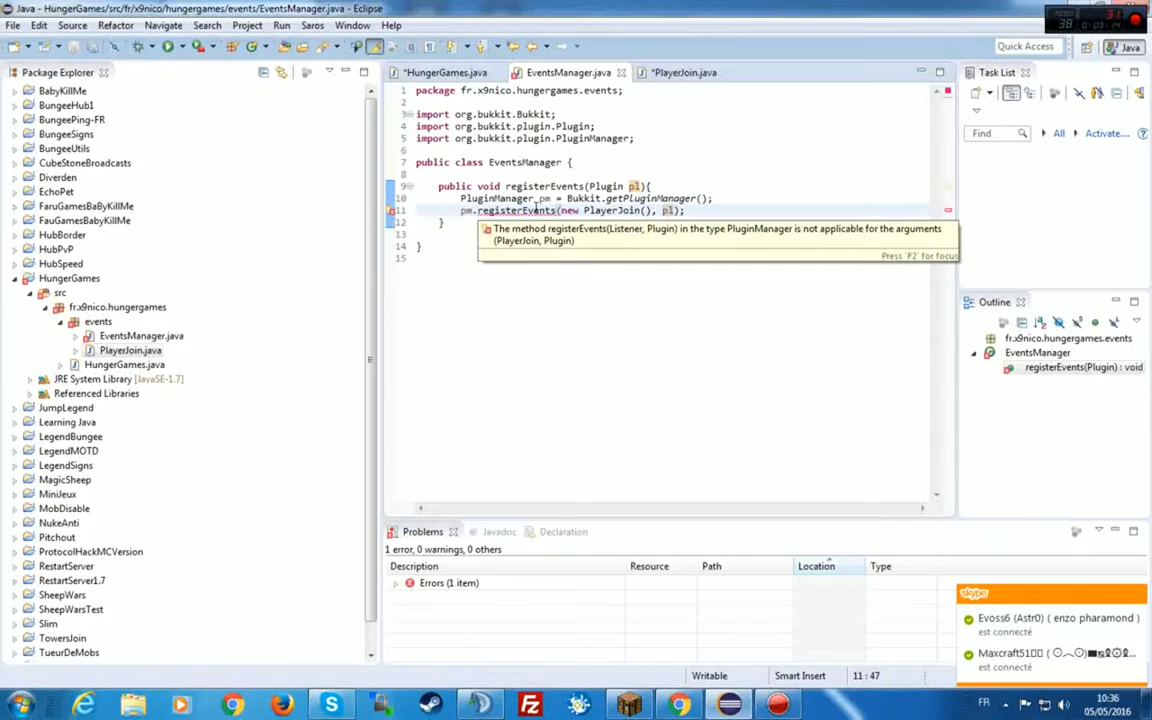 Java - HungerGames/src/fr/x9nico/hungergames/events/EventsManager.java - Eclipse
File Edit Source Refactor Navigate Search Project Run Saros Window Help
Quick Access
Java
Package Explorer
*HungerGames.java
EventsManager.java
*PlayerJoin.java
Task List
Find
All
Activate...
BabyKillMe
BungeeHub1
BungeePing-FR
BungeeSigns
BungeeUtils
CubeStoneBroadcasts
Diverden
EchoPet
FaruGamesBabyKillMe
FauGamesBabyKillMe
HubBorder
HubPvP
HubSpeed
HungerGames
src
fr.x9nico.hungergames
events
EventsManager.java
PlayerJoin.java
HungerGames.java
JRE System Library [JavaSE-1.7]
Referenced Libraries
JumpLegend
Learning Java
LegendBungee
LegendMOTD
LegendSigns
MagicSheep
MiniJeux
MobDisable
NukeAnti
Pitchout
ProtocolHackMCVersion
RestartServer
RestartServer1.7
SheepWars
SheepWarsTest
Slim
TowersJoin
TueurDeMobs
1 package fr.x9nico.hungergames.events;
2
3 import org.bukkit.Bukkit;
4 import org.bukkit.plugin.Plugin;
5 import org.bukkit.plugin.PluginManager;
6
7 public class EventsManager {
8
9 public void registerEvents(Plugin pl){
10 PluginManager pm = Bukkit.getPluginManager();
11 pm.registerEvents(new PlayerJoin(), pl);
12 }
13
14 }
15
The method registerEvents(Listener, Plugin) in the type PluginManager is not applicable for the arguments
(PlayerJoin, Plugin)
Press 'F2' for focus
Outline
fr.x9nico.hungergames.events
EventsManager
registerEvents(Plugin) : void
Problems
Javadoc
Declaration
1 error, 0 warnings, 0 others
Description Resource Path Location Type
Errors (1 item)
Writable
Smart Insert
11 : 47
skype
Evoss6 (Astr0) ( enzo pharamond )
est connecté
Maxcraft51
est connecté
FR
10:36
05/05/2016